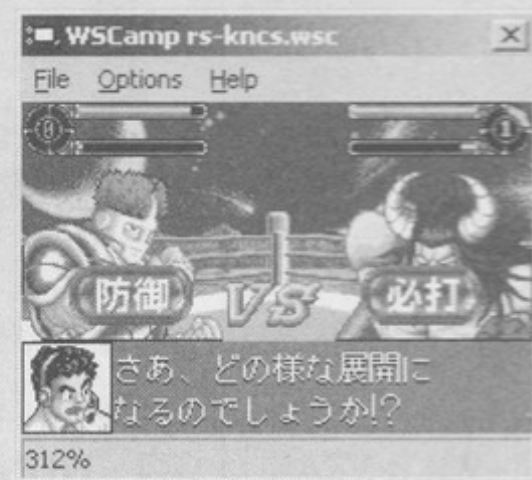 WSCamp rs-kncs.wsc
File Options Help
0 1
防御 VS 必打
さあ、どの様な展開に
なるのでしょうか!?
312%